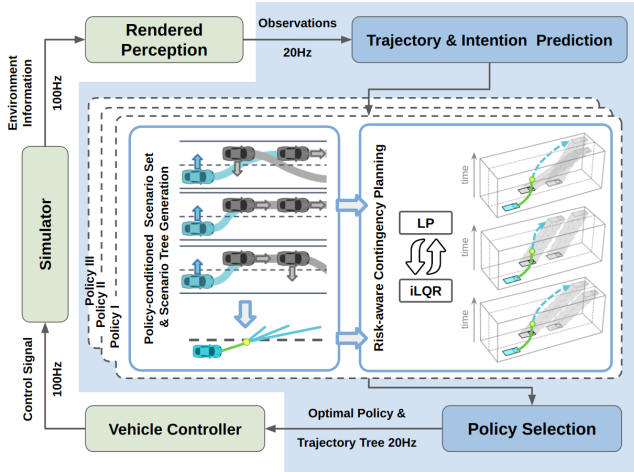 Rendered
Perception
Observations
20Hz
Trajectory & Intention Prediction
Environment
Information
100Hz
Simulator
Control Signal
100Hz
Policy III
Policy II
Policy I
Policy-conditioned Scenario Set
& Scenario Tree Generation
Risk-aware Contingency Planning
LP
iLQR
time
time
time
Vehicle Controller
Optimal Policy &
Trajectory Tree 20Hz
Policy Selection